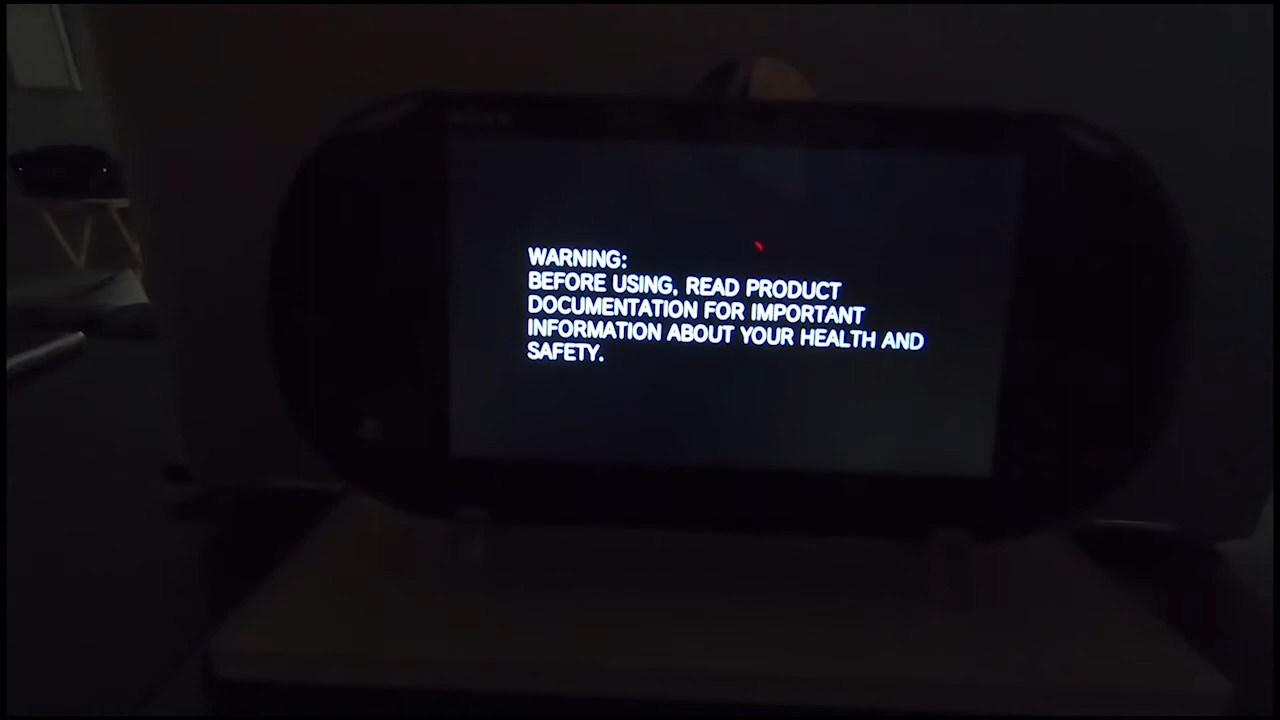 WARNING:
BEFORE USING, READ PRODUCT
DOCUMENTATION FOR IMPORTANT
INFORMATION ABOUT YOUR HEALTH AND
SAFETY.